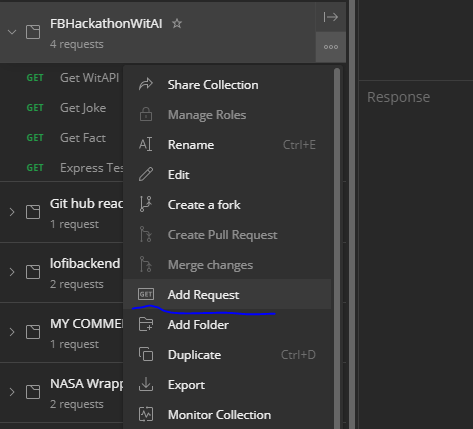 FBHackathonWitAI
4 requests
GET Get WitAPI
GET Get Joke
GET Get Fact
GET Express Tes
Git hub reac
1 request
lofibackend
2 requests
MY COMME
1 request
NASA Wrapp
2 requests
Share Collection
Manage Roles
Rename Ctrl+E
Edit
Create a fork
Create Pull Request
Merge changes
GET Add Request
Add Folder
Duplicate Ctrl+D
Export
Monitor Collection
Response